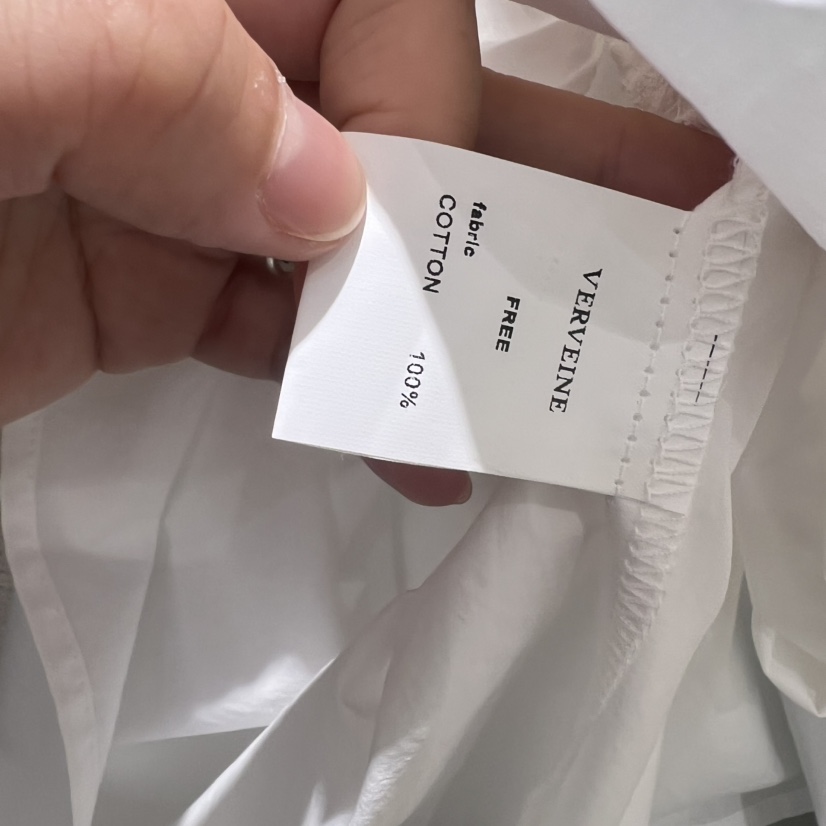 VERVEINE
FREE
fabric
COTTON 100%